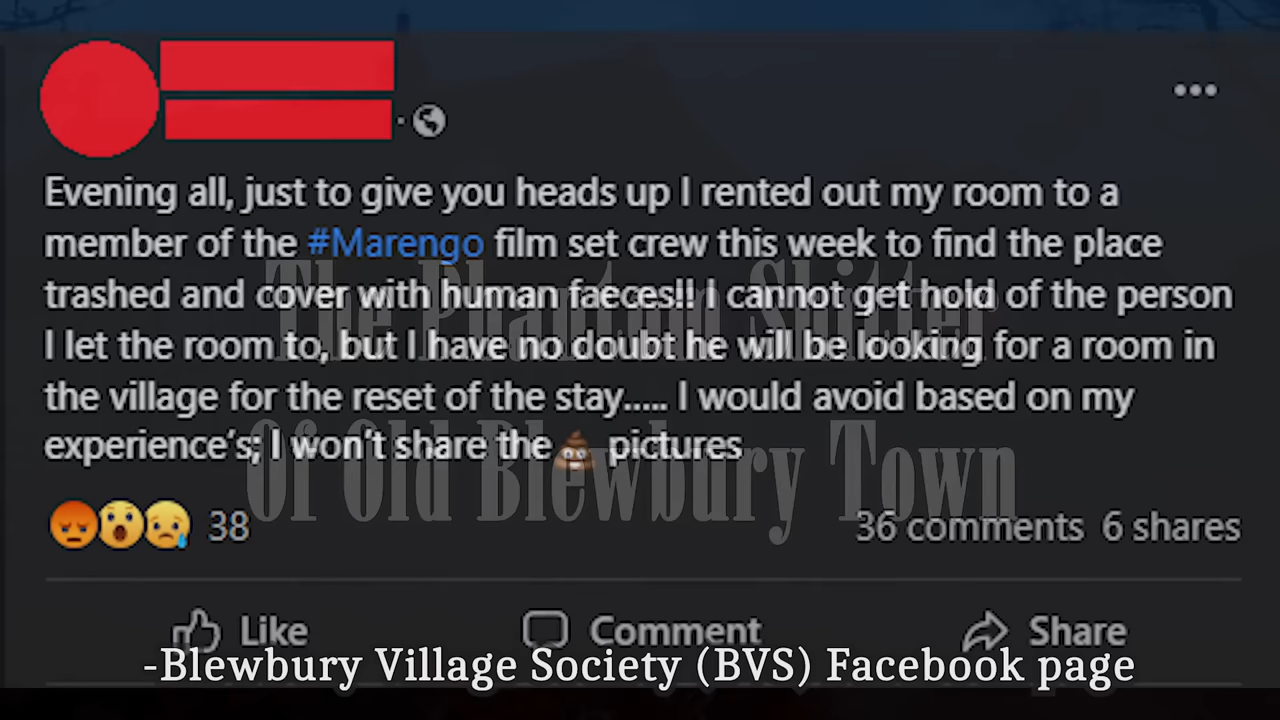 Evening all, just to give you heads up I rented out my room to a
member of the #Marengo film set crew this week to find the place
trashed and cover with human faeces!! I cannot get hold of the person
I let the room to, but I have no doubt he will be looking for a room in
the village for the reset of the stay..... I would avoid based on my
experience's; I won't share the💩 pictures
The Phantom Shitter
Of Old Blewbury Town
38
36 comments 6 shares
Like Comment Share
-Blewbury Village Society (BVS) Facebook page